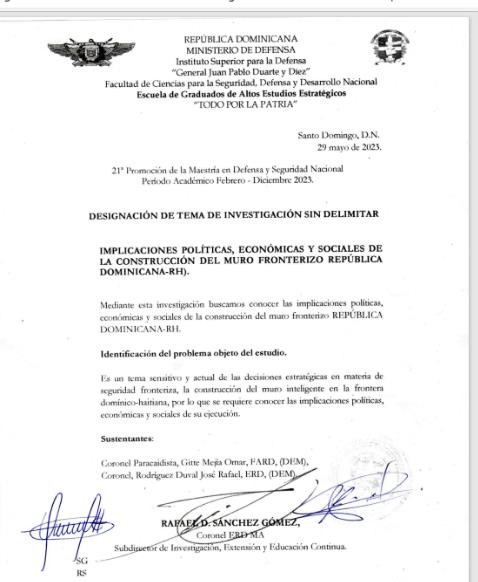 REPÚBLICA DOMINICANA
MINISTERIO DE DEFENSA
Instituto Superior para la Defensa
"General Juan Pablo Duarte y Diez"
Facultad de Ciencias para la Seguridad, Defensa y Desarrollo Nacional
Escuela de Graduados de Altos Estudios Estratégicos
"TODO POR LA PATRIA"
Santo Domingo, D.N.
29 mayo de 2023.
21ª Promoción de la Maestría en Defensa y Seguridad Nacional
Período Académico Febrero - Diciembre 2023.
DESIGNACIÓN DE TEMA DE INVESTIGACIÓN SIN DELIMITAR
IMPLICACIONES POLÍTICAS, ECONÓMICAS Y SOCIALES DE
LA CONSTRUCCIÓN DEL MURO FRONTERIZO REPÚBLICA
DOMINICANA-RH).
Mediante esta investigación buscamos conocer las implicaciones políticas,
económicas y sociales de la construcción del muro fronterizo REPÚBLICA
DOMINICANA-RH.
Identificación del problema objeto del estudio.
Es un tema sensitivo y actual de las decisiones estratégicas en materia de
seguridad fronteriza, la construcción del muro inteligente en la frontera
domínico-haitiana, por lo que se requiere conocer las implicaciones políticas,
económicas y sociales de su ejecución.
Sustentantes:
Coronel Paracaidista, Gitte Mejía Omar, FARD, (DEM),
Coronel, Rodríguez Duval José Rafael, ERD, (DEM),
RAFAEL D. SÁNCHEZ GÓMEZ,
Coronel ERD MA
Subdirector de Investigación, Extensión y Educación Continua.
SG
RS